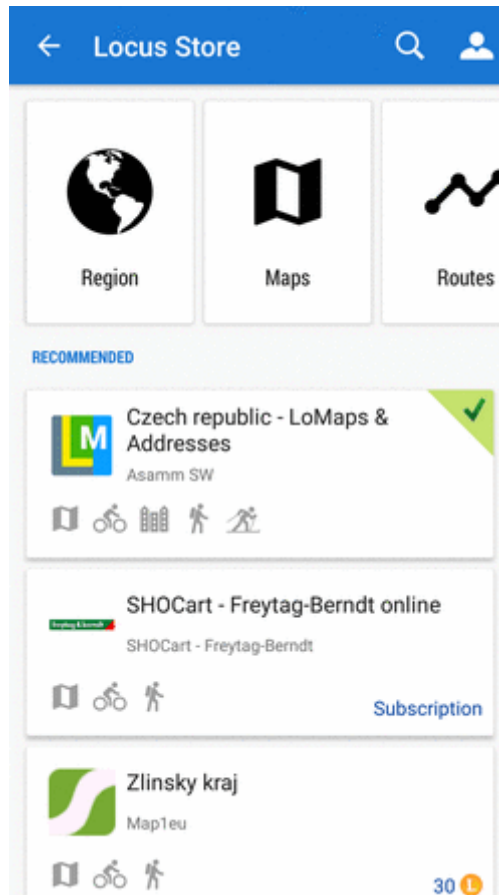 Locus Store
Region
Maps
Routes
RECOMMENDED
Czech republic - LoMaps &
Addresses
Asamm SW
SHOCart - Freytag-Berndt online
SHOCart - Freytag-Berndt
Subscription
Zlinsky kraj
Map1eu
30 L